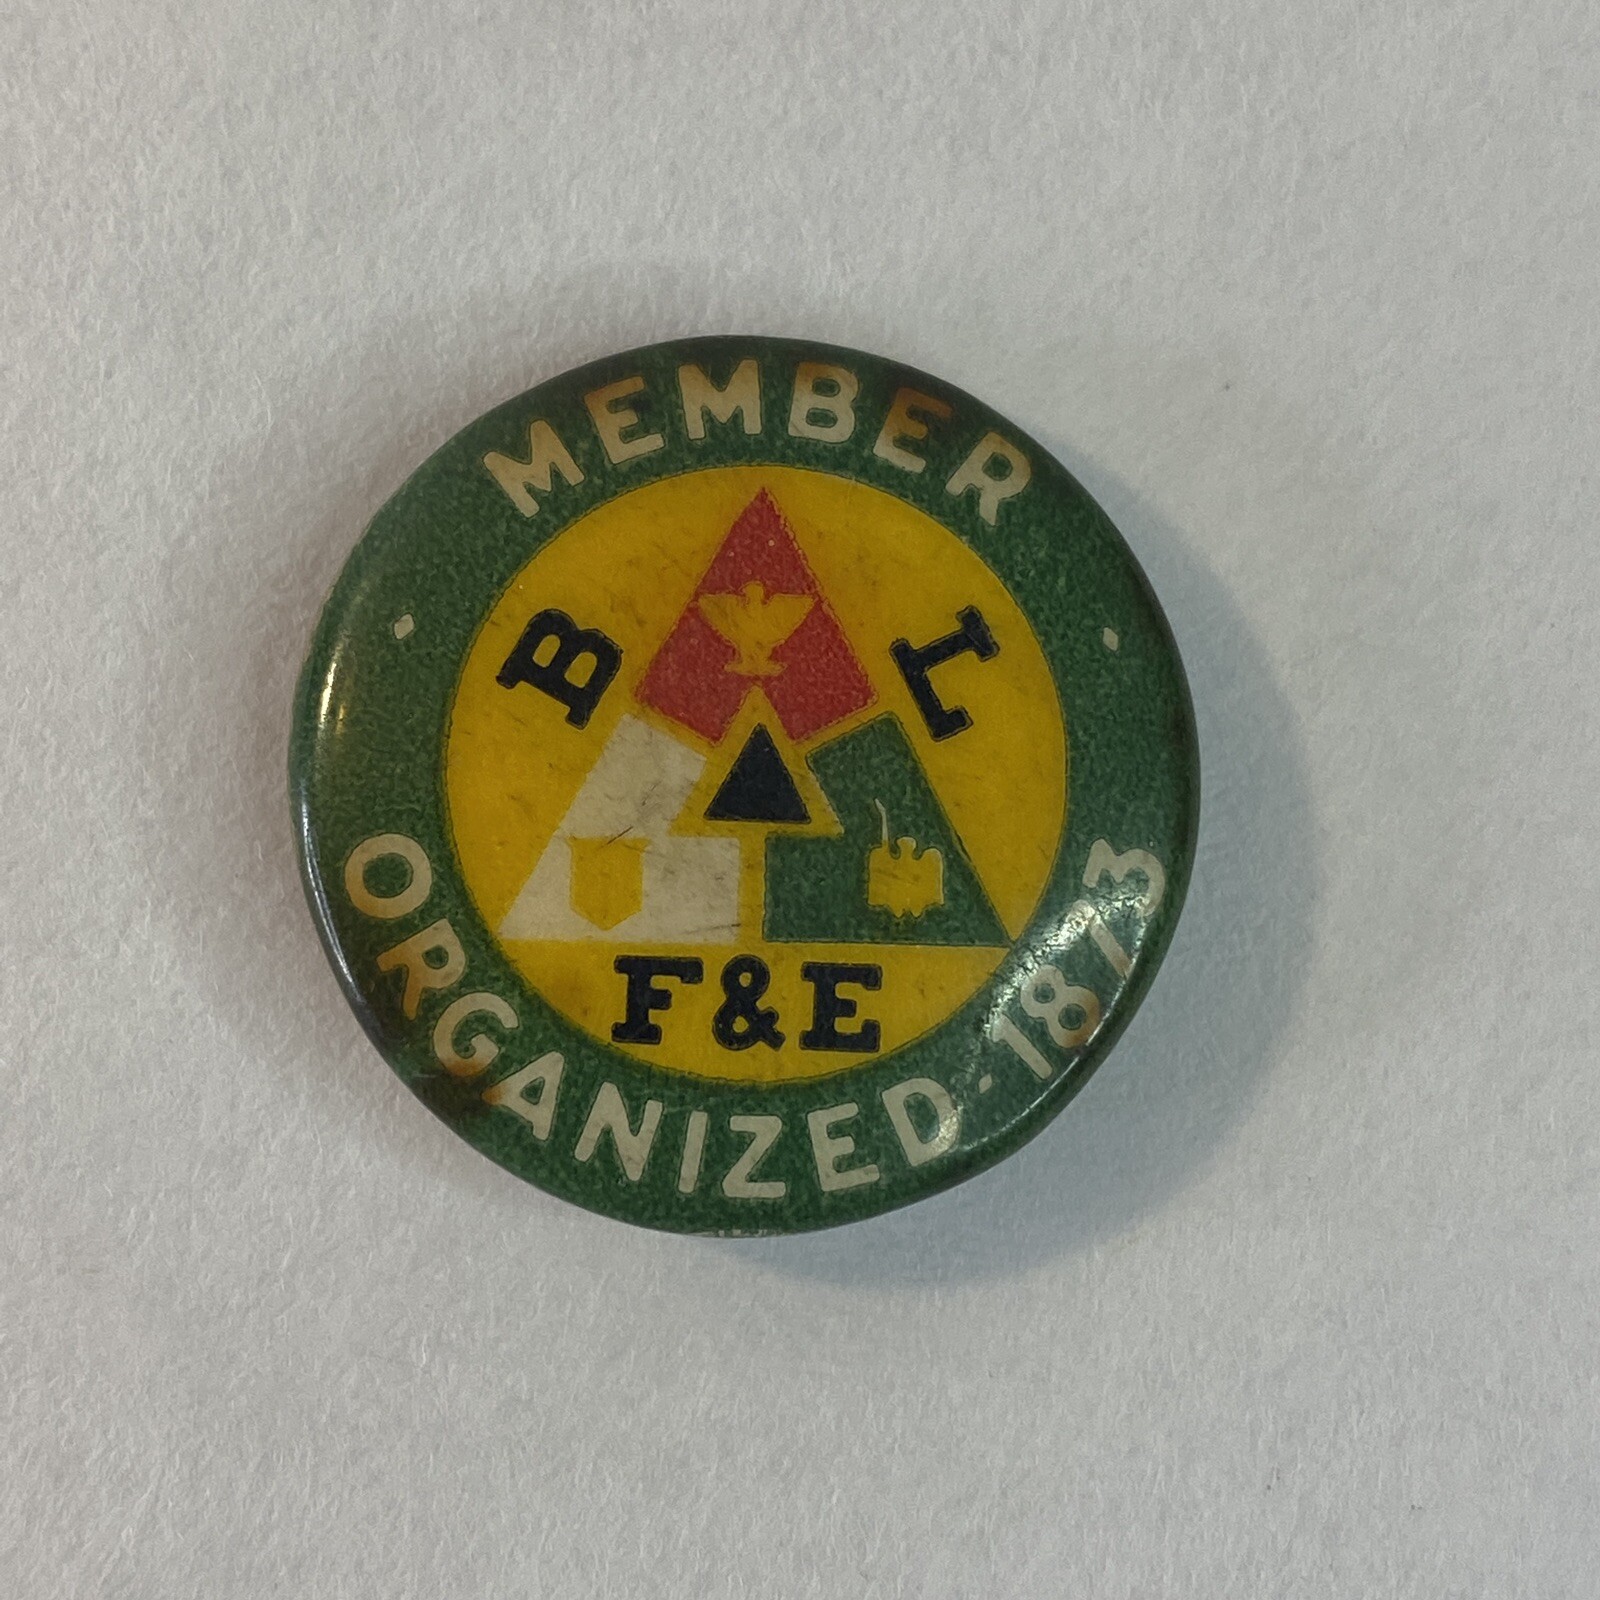 MEMBER
B L
F&E
ORGANIZED-1873